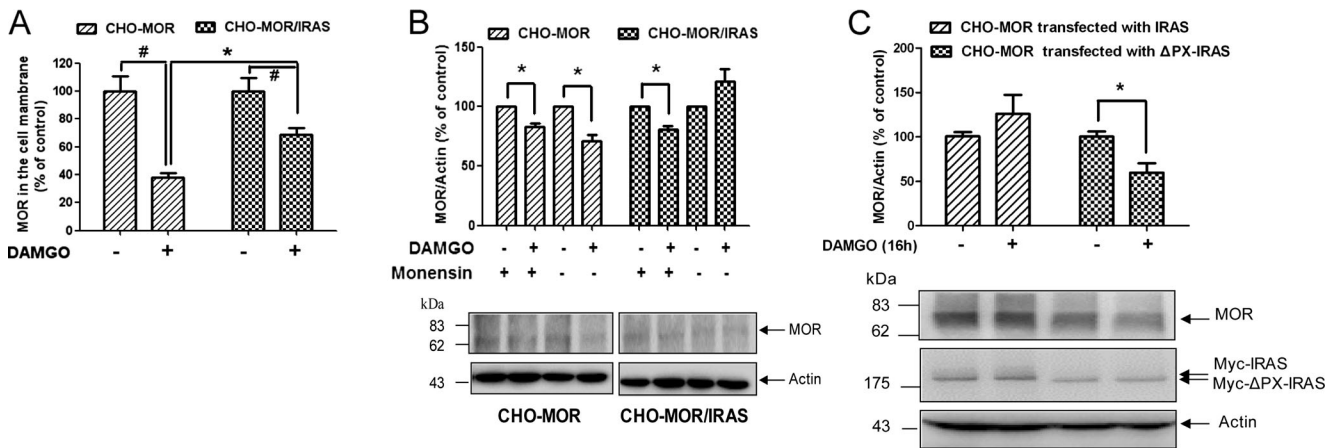 A
CHO-MOR CHO-MOR/IRAS
MOR in the cell mambrane
(% of control)
120
100
80
60
40
20
0
# * #
DAMGO - + - +
B
CHO-MOR CHO-MOR/IRAS
MOR/Actin (% of control)
150
125
100
75
50
25
0
* * *
DAMGO - + - + - + - +
Monensin + + - - + + - -
kDa
83
62
MOR
43
Actin
CHO-MOR CHO-MOR/IRAS
C
CHO-MOR transfected with IRAS
CHO-MOR transfected with ΔPX-IRAS
MOR/Actin (% of control)
200
150
100
50
0
*
DAMGO (16h) - + - +
kDa
83
62
MOR
Myc-IRAS
175
Myc-ΔPX-IRAS
43
Actin